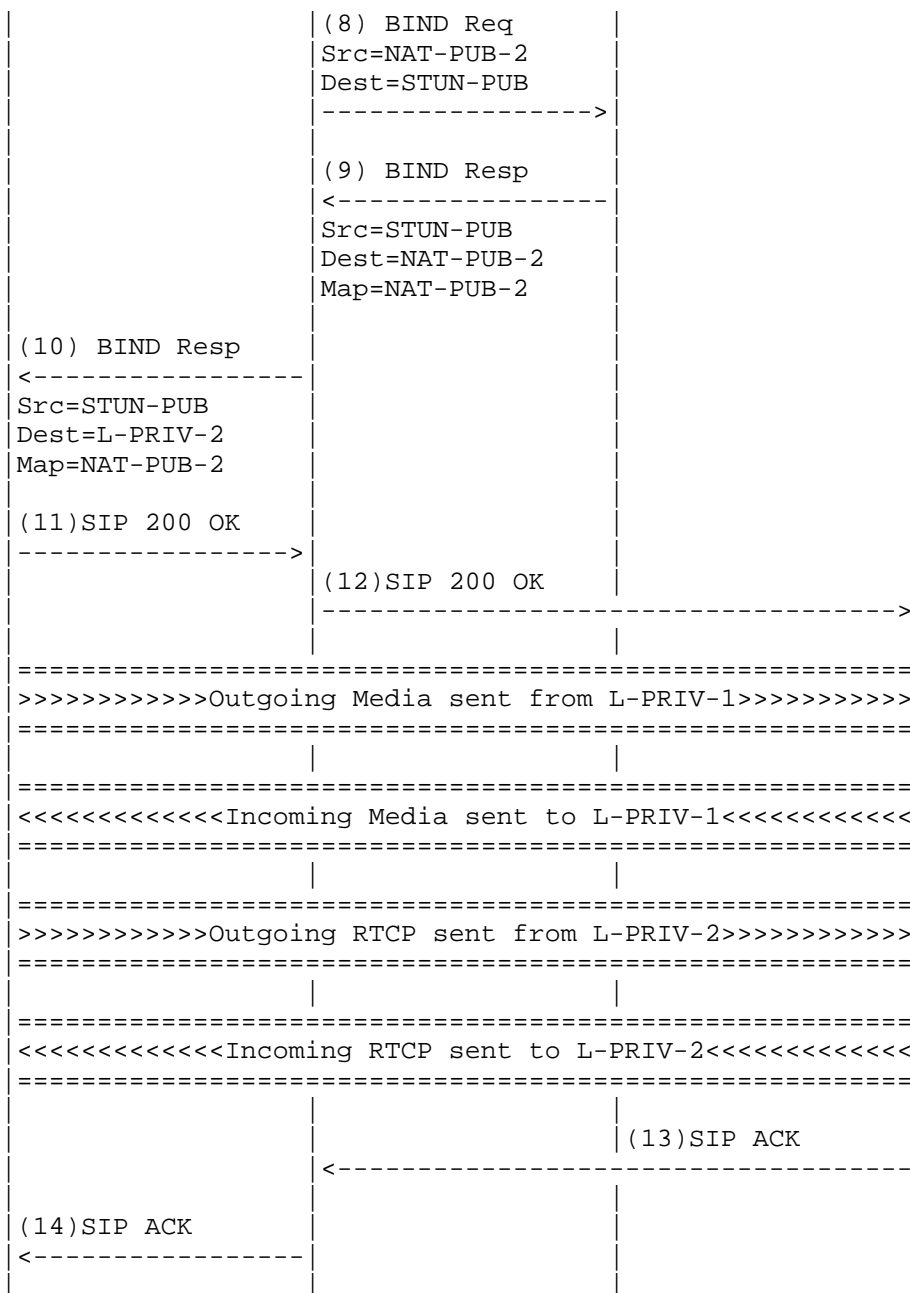 (8) BIND Req
Src=NAT-PUB-2
Dest=STUN-PUB
|----------------->|
(9) BIND Resp
|<-----------------|
Src=STUN-PUB
Dest=NAT-PUB-2
Map=NAT-PUB-2
(10) BIND Resp
|<-----------------|
Src=STUN-PUB
Dest=L-PRIV-2
Map=NAT-PUB-2
(11)SIP 200 OK
|----------------->|
(12)SIP 200 OK
|------------------------------------>
|========================================================
|>>>>>>>>>>>>Outgoing Media sent from L-PRIV-1>>>>>>>>>>>
|========================================================
|========================================================
|<<<<<<<<<<<<<Incoming Media sent to L-PRIV-1<<<<<<<<<<<<
|========================================================
|========================================================
|>>>>>>>>>>>>Outgoing RTCP sent from L-PRIV-2>>>>>>>>>>>>
|========================================================
|========================================================
|<<<<<<<<<<<<<Incoming RTCP sent to L-PRIV-2<<<<<<<<<<<<<
|========================================================
(13)SIP ACK
|<------------------------------------
(14)SIP ACK
|<-----------------|